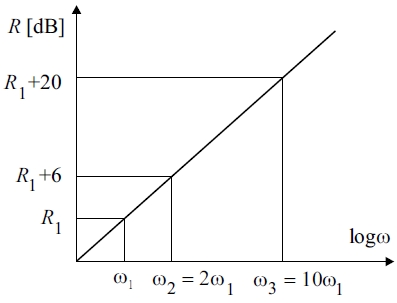 R [dB]
R₁+20
R₁+6
R₁
logω
ω₁ ω₂ = 2ω₁ ω₃ = 10ω₁